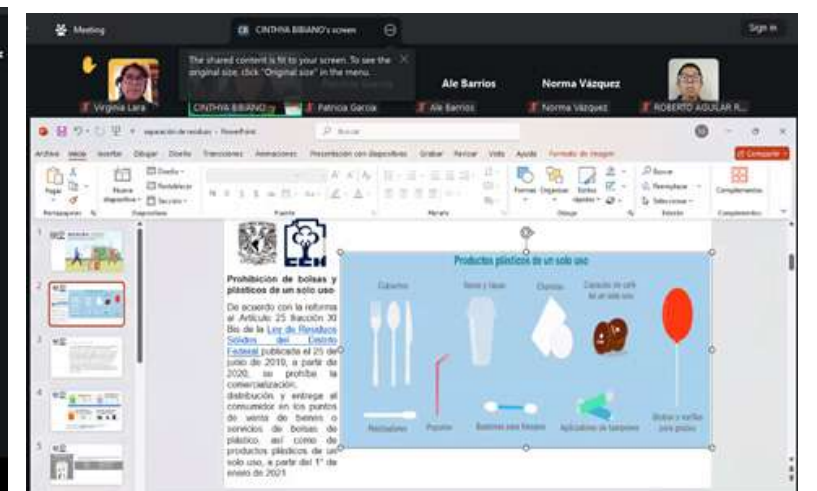 Meeting
CB CINTHYA BIBIANO's screen
Sign in
The shared content is fit to your screen. To see the
original size, click "Original size" in the menu.
Ale Barrios
Norma Vázquez
Virginia Lara
CINTHYA BIBIANO
Patricia García
Ale Barrios
Norma Vázquez
ROBERTO AGUILAR R...
separación de residuos - PowerPoint
Buscar
Archivo Inicio Insertar Dibujar Diseño Transiciones Animaciones Presentación con diapositivas Grabar Revisar Vista Ayuda Formato de imagen
Compartir
Pegar
Nueva
diapositiva
Diseño
Restablecer
Sección
Formas Organizar Estilos
rápidos
Buscar
Reemplazar
Seleccionar
Complementos
Portapapeles
Diapositivas
Fuente
Párrafo
Dibujo
Edición
Complementos
1
2
3
4
5
CCH
Prohibición de bolsas y
plásticos de un solo uso
De acuerdo con la reforma
al Artículo 25 fracción XI
Bis de la Ley de Residuos
Sólidos del Distrito
Federal publicada el 25 de
junio de 2019, a partir de
2020, se prohíbe la
comercialización,
distribución y entrega al
consumidor en los puntos
de venta de bienes o
servicios de bolsas de
plástico, así como de
productos plásticos de un
solo uso, a partir del 1° de
enero de 2021
Productos plásticos de un solo uso
Cubiertos
Vasos y tapas
Charolas
Cápsulas de café
de un solo uso
Mezcladores
Popotes
Bastones para hisopos
Aplicadores de tampones
Globos y varillas
para globos